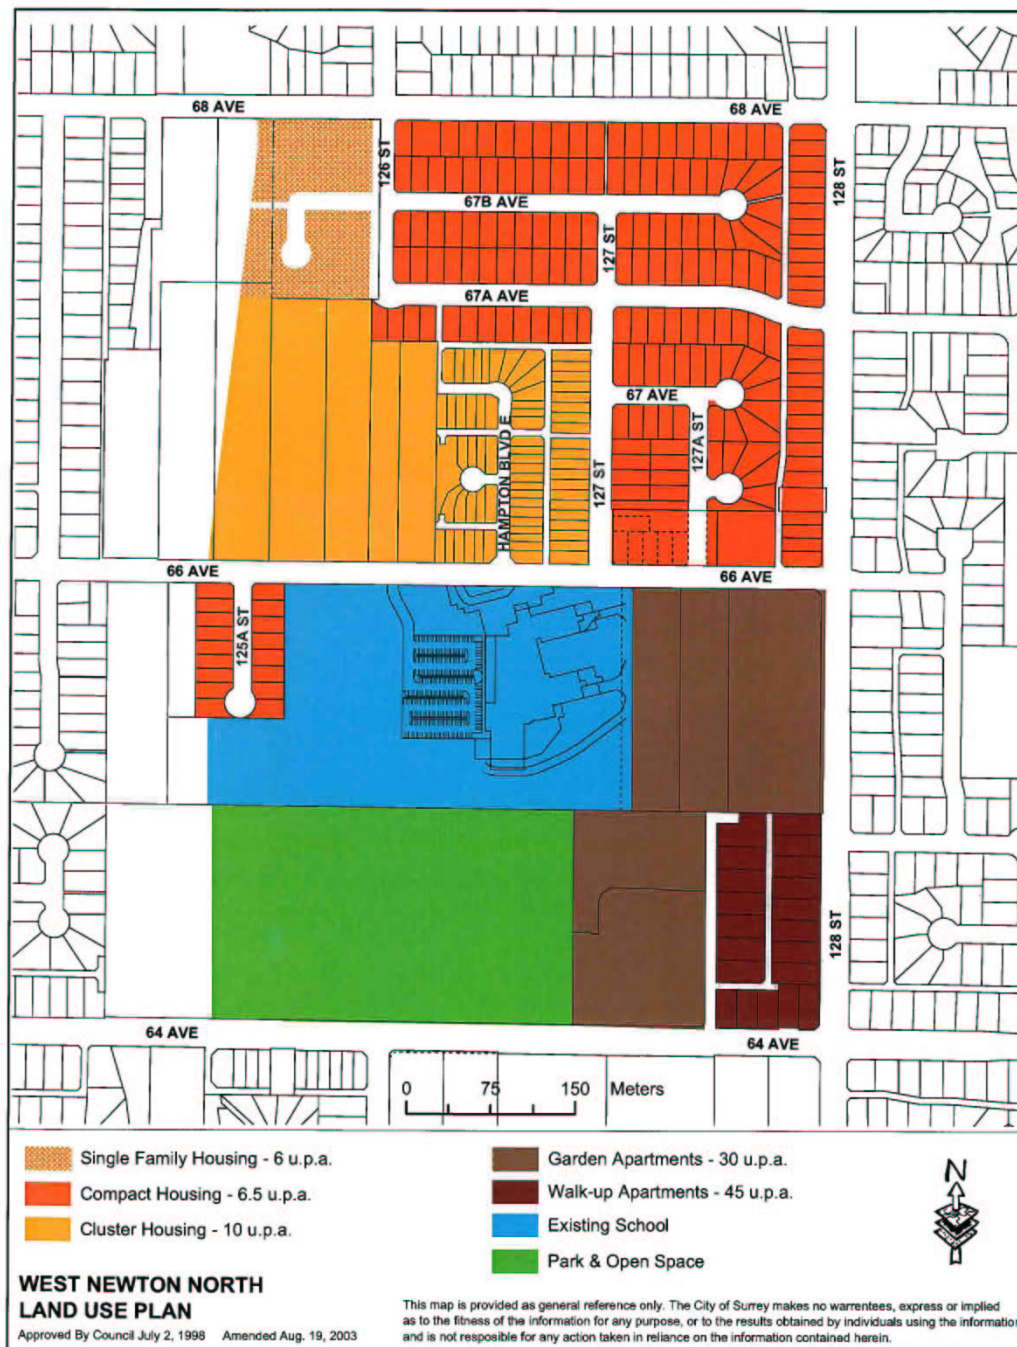 68 AVE
68 AVE
126 ST
128 ST
67B AVE
127 ST
67A AVE
67 AVE
127A ST
HAMPTON BLVD E
127 ST
66 AVE
66 AVE
125A ST
128 ST
64 AVE
64 AVE
0 75 150 Meters
Single Family Housing - 6 u.p.a.
Compact Housing - 6.5 u.p.a.
Cluster Housing - 10 u.p.a.
Garden Apartments - 30 u.p.a.
Walk-up Apartments - 45 u.p.a.
Existing School
Park & Open Space
N
WEST NEWTON NORTH
LAND USE PLAN
Approved By Council July 2, 1998 Amended Aug. 19, 2003
This map is provided as general reference only. The City of Surrey makes no warrentees, express or implied
as to the fitness of the information for any purpose, or to the results obtained by individuals using the information
and is not resposible for any action taken in reliance on the information contained herein.